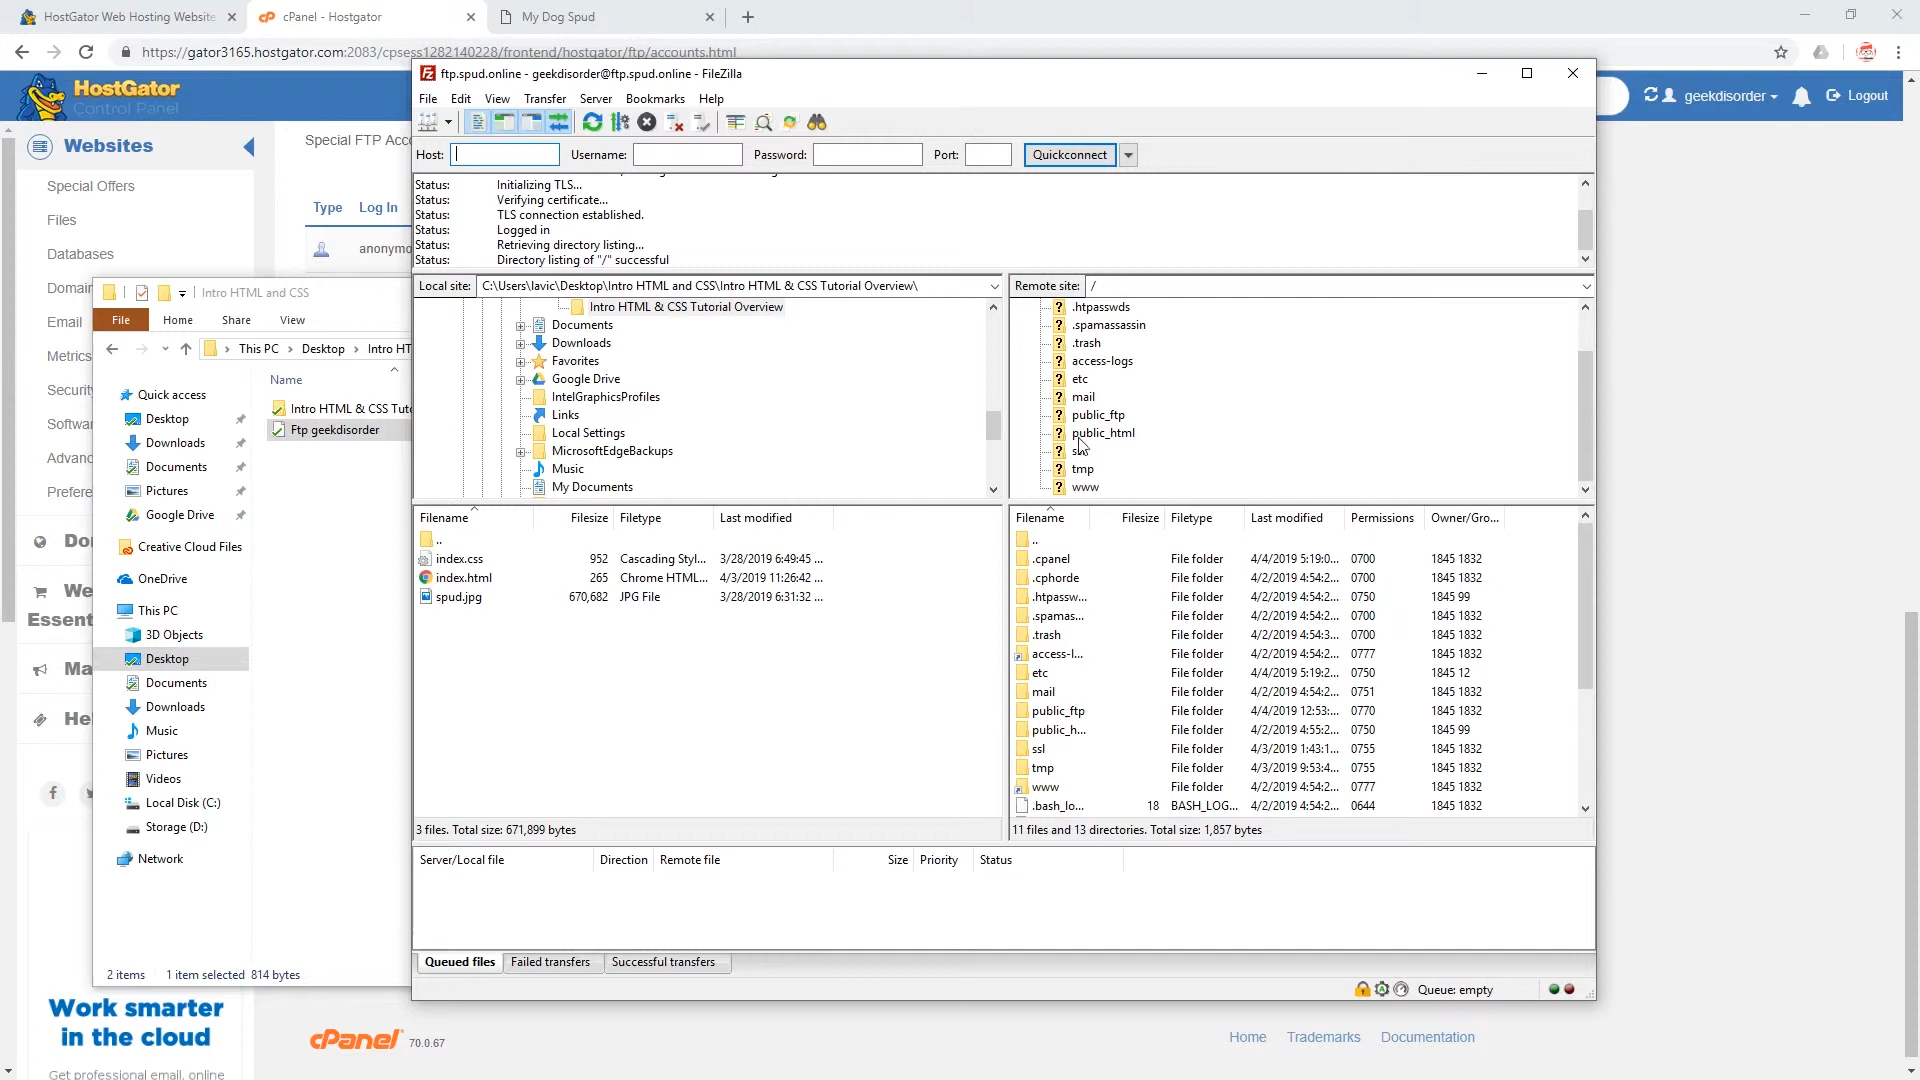 HostGator Web Hosting Website
cPanel - Hostgator
My Dog Spud
https://gator3165.hostgator.com:2083/cpsess1282140228/frontend/hostgator/ftp/accounts.html
HostGator
Control Panel
geekdisorder
Logout
Websites
Special Offers
Files
Databases
Domain
Email
Metrics
Security
Softwa
Advanc
Prefere
Special FTP Acco
Type Log In
anonymo
Work smarter
in the cloud
Get professional email, online
cPanel 70.0.67
Home Trademarks Documentation
Intro HTML and CSS
File Home Share View
This PC Desktop Intro HT
Name
Intro HTML & CSS Tuto
Ftp geekdisorder
Quick access
Desktop
Downloads
Documents
Pictures
Google Drive
Creative Cloud Files
OneDrive
This PC
3D Objects
Desktop
Documents
Downloads
Music
Pictures
Videos
Local Disk (C:)
Storage (D:)
Network
2 items 1 item selected 814 bytes
ftp.spud.online - geekdisorder@ftp.spud.online - FileZilla
File Edit View Transfer Server Bookmarks Help
Host: Username: Password: Port: Quickconnect
Status: Initializing TLS...
Status: Verifying certificate...
Status: TLS connection established.
Status: Logged in
Status: Retrieving directory listing...
Status: Directory listing of "/" successful
Local site: C:\Users\lavic\Desktop\Intro HTML and CSS\Intro HTML & CSS Tutorial Overview\
Intro HTML & CSS Tutorial Overview
Documents
Downloads
Favorites
Google Drive
IntelGraphicsProfiles
Links
Local Settings
MicrosoftEdgeBackups
Music
My Documents
Remote site: /
.htpasswds
.spamassassin
.trash
access-logs
etc
mail
public_ftp
public_html
tmp
www
Filename Filesize Filetype Last modified
..
index.css 952 Cascading Styl... 3/28/2019 6:49:45 ...
index.html 265 Chrome HTML... 4/3/2019 11:26:42 ...
spud.jpg 670,682 JPG File 3/28/2019 6:31:32 ...
3 files. Total size: 671,899 bytes
Filename Filesize Filetype Last modified Permissions Owner/Gro...
..
.cpanel File folder 4/4/2019 5:19:0... 0700 1845 1832
.cphorde File folder 4/2/2019 4:54:2... 0700 1845 1832
.htpassw... File folder 4/2/2019 4:54:2... 0750 1845 99
.spamas... File folder 4/2/2019 4:54:2... 0700 1845 1832
.trash File folder 4/2/2019 4:54:3... 0700 1845 1832
access-l... File folder 4/2/2019 4:54:2... 0777 1845 1832
etc File folder 4/4/2019 5:19:2... 0750 1845 12
mail File folder 4/2/2019 4:54:2... 0751 1845 1832
public_ftp File folder 4/4/2019 12:53:... 0770 1845 1832
public_h... File folder 4/2/2019 4:55:2... 0750 1845 99
ssl File folder 4/3/2019 1:43:1... 0755 1845 1832
tmp File folder 4/3/2019 9:53:4... 0755 1845 1832
www File folder 4/2/2019 4:54:2... 0777 1845 1832
.bash_lo... 18 BASH_LOG... 4/2/2019 4:54:2... 0644 1845 1832
11 files and 13 directories. Total size: 1,857 bytes
Server/Local file Direction Remote file Size Priority Status
Queued files Failed transfers Successful transfers
Queue: empty